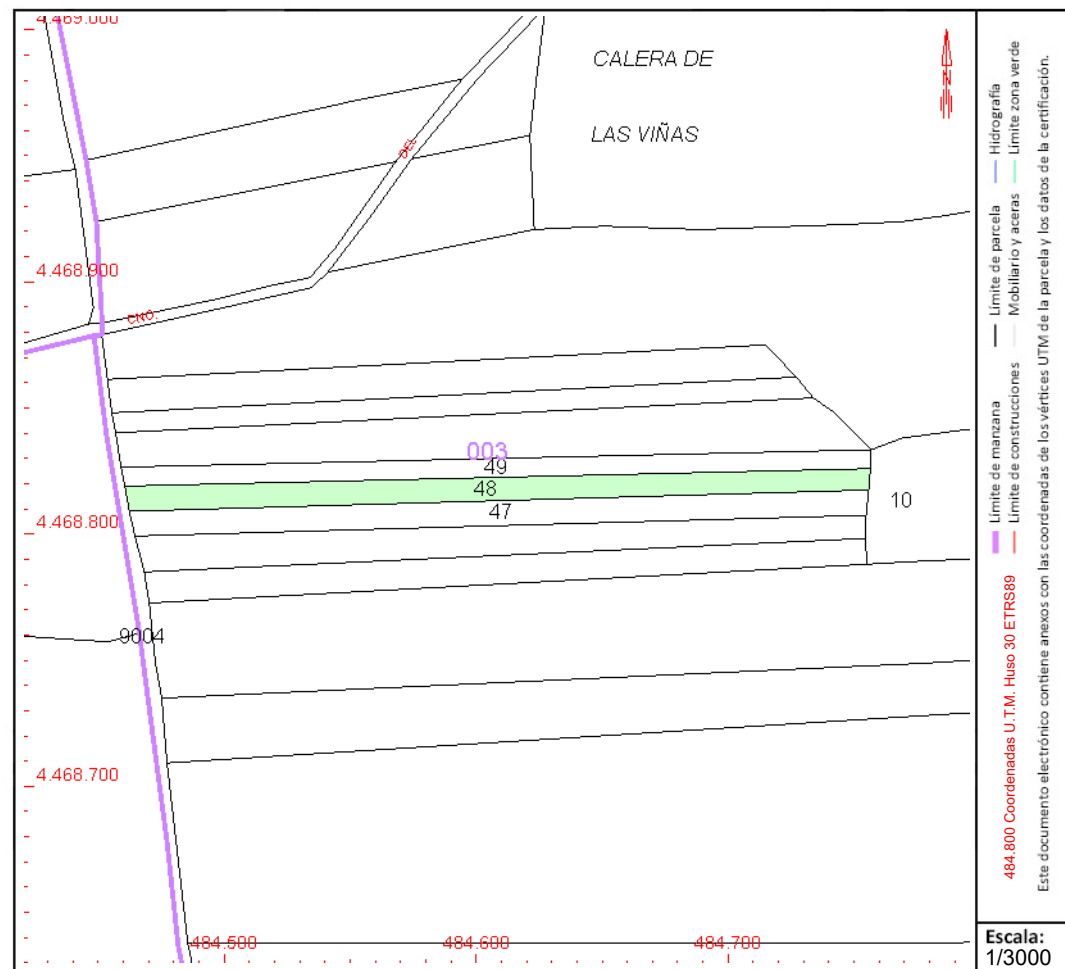 4.469.000
CALERA DE
N
LAS VIÑAS
DEL
4.468.900
CNO.
003
49
48
47
10
4.468.800
9004
4.468.700
484.500
484.600
484.700
Límite de manzana
Límite de parcela
Hidrografía
Límite de construcciones
Mobiliario y aceras
Límite zona verde
484.800 Coordenadas U.T.M. Huso 30 ETRS89
Este documento electrónico contiene anexos con las coordenadas de los vértices UTM de la parcela y los datos de la certificación.
Escala:
1/3000